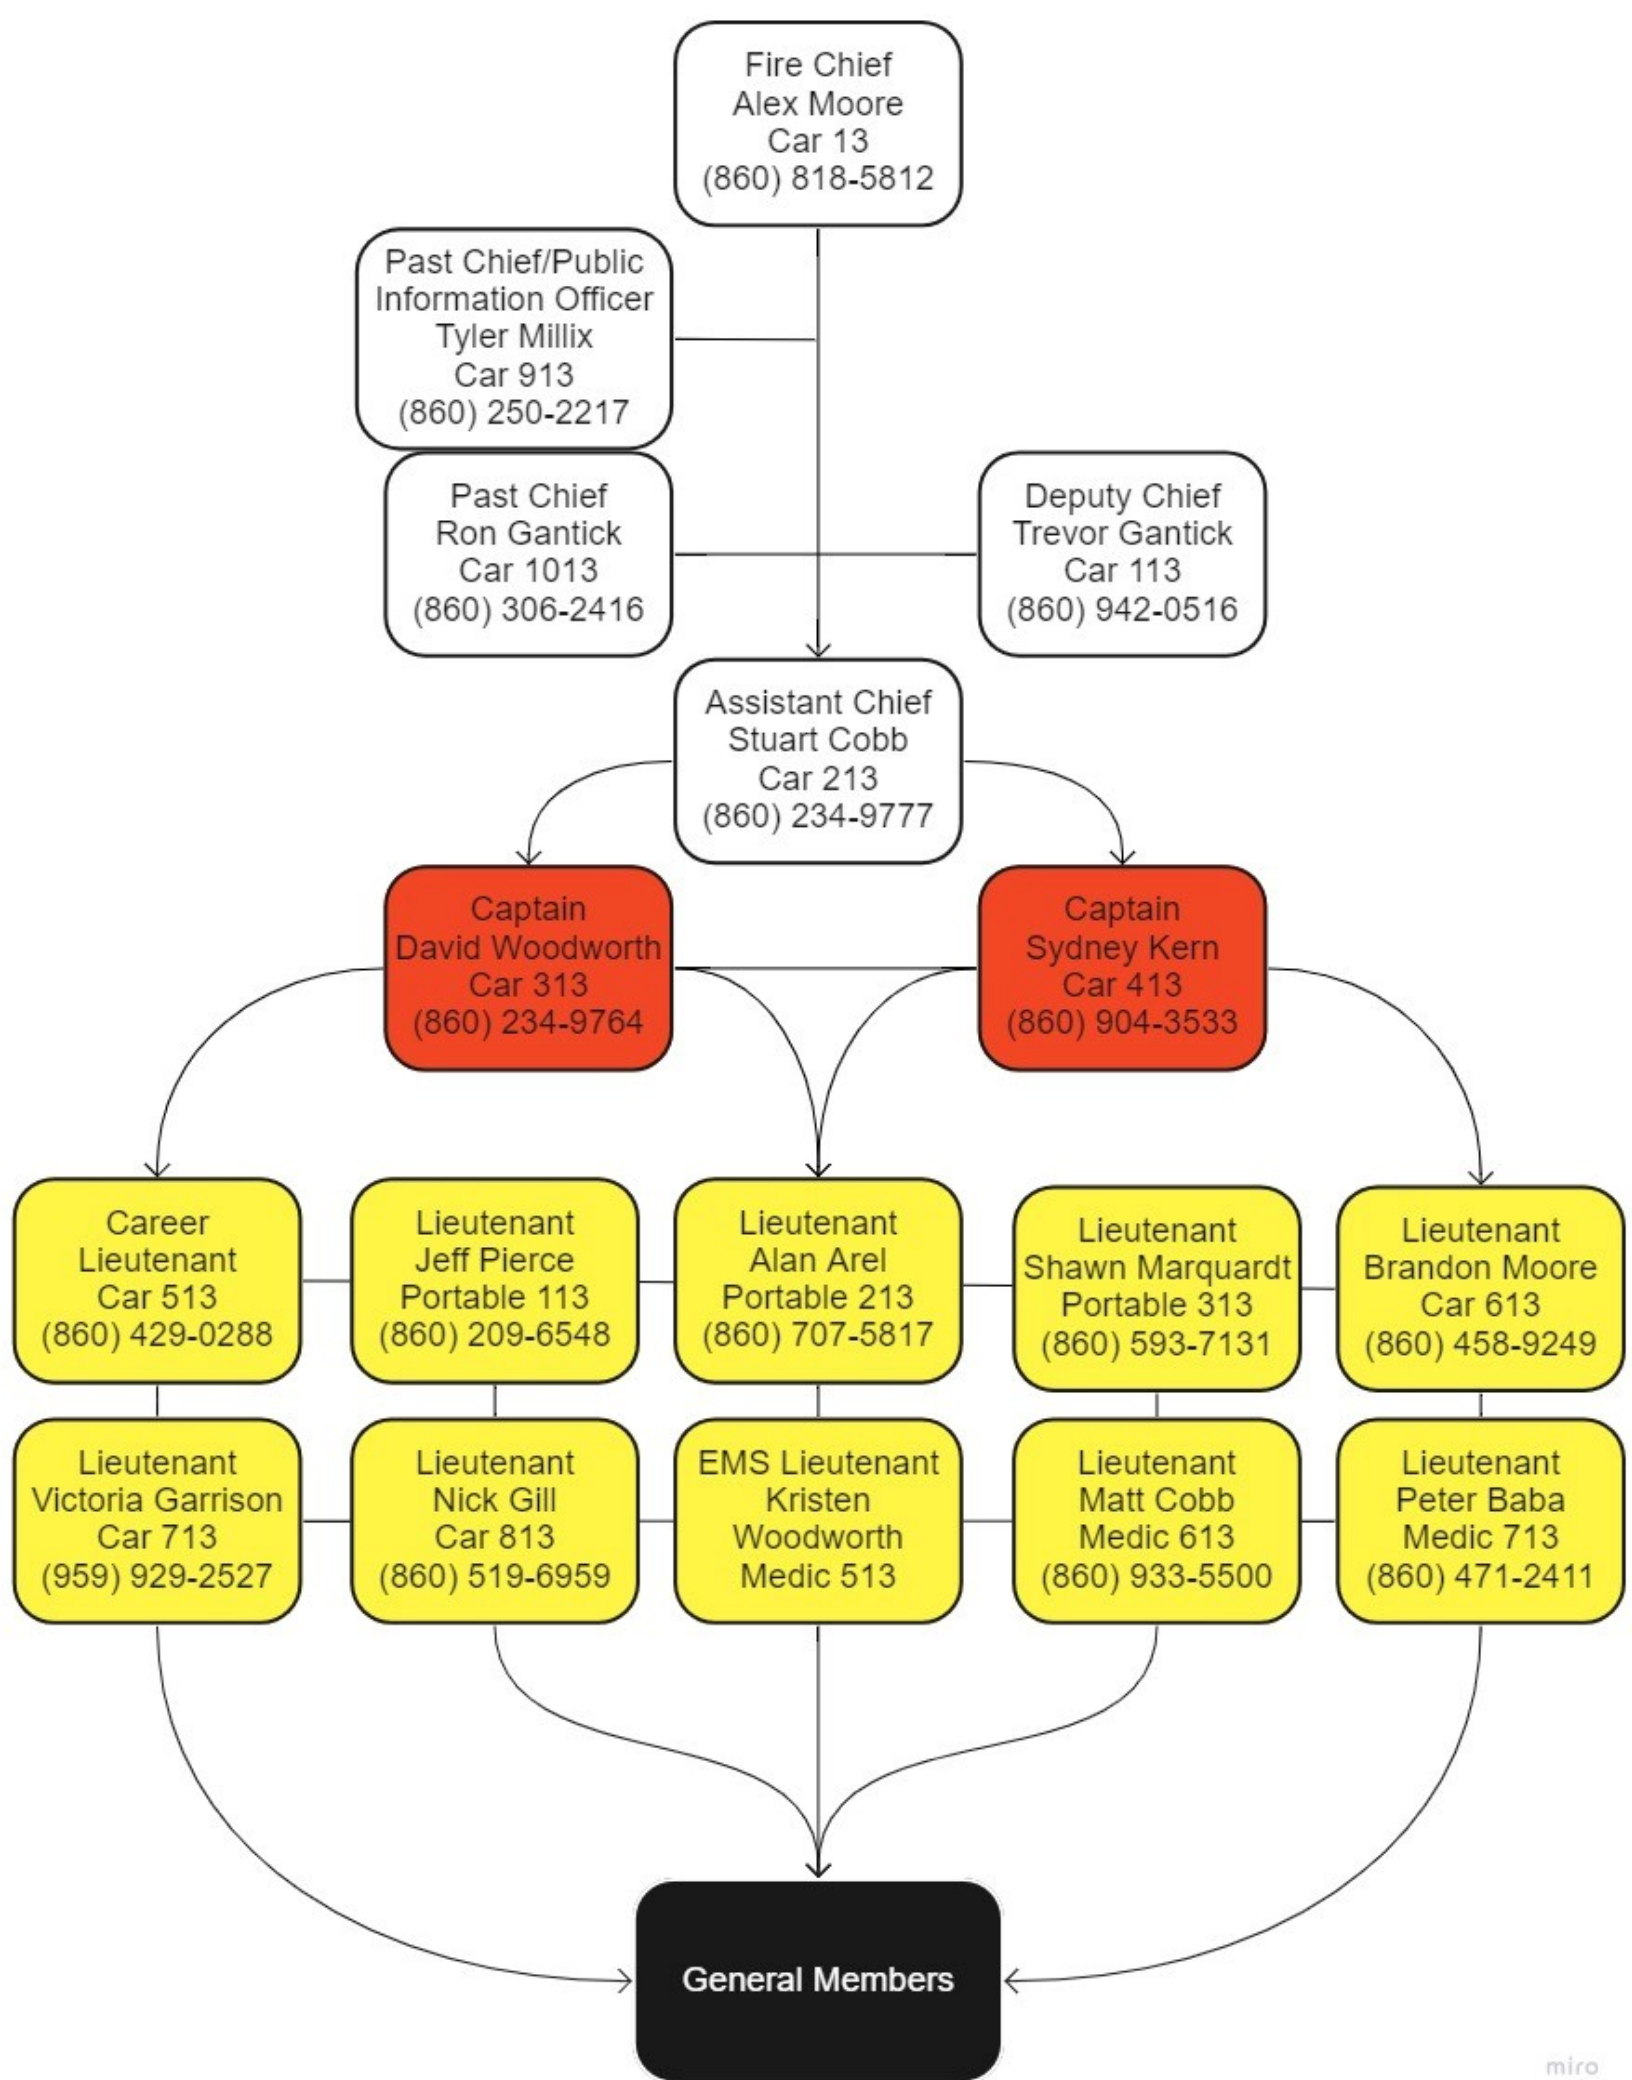 Fire Chief
Alex Moore
Car 13
(860) 818-5812
Past Chief/Public
Information Officer
Tyler Millix
Car 913
(860) 250-2217
Past Chief
Ron Gantick
Car 1013
(860) 306-2416
Deputy Chief
Trevor Gantick
Car 113
(860) 942-0516
Assistant Chief
Stuart Cobb
Car 213
(860) 234-9777
Captain
David Woodworth
Car 313
(860) 234-9764
Captain
Sydney Kern
Car 413
(860) 904-3533
Career
Lieutenant
Car 513
(860) 429-0288
Lieutenant
Jeff Pierce
Portable 113
(860) 209-6548
Lieutenant
Alan Arel
Portable 213
(860) 707-5817
Lieutenant
Shawn Marquardt
Portable 313
(860) 593-7131
Lieutenant
Brandon Moore
Car 613
(860) 458-9249
Lieutenant
Victoria Garrison
Car 713
(959) 929-2527
Lieutenant
Nick Gill
Car 813
(860) 519-6959
EMS Lieutenant
Kristen
Woodworth
Medic 513
Lieutenant
Matt Cobb
Medic 613
(860) 933-5500
Lieutenant
Peter Baba
Medic 713
(860) 471-2411
General Members
miro